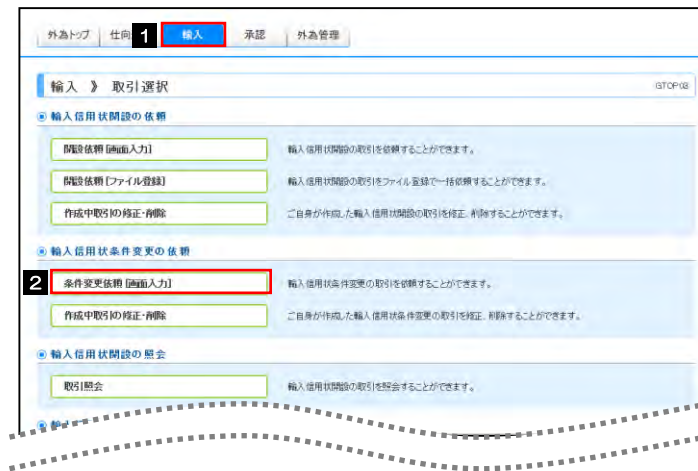 外為トップ 仕向 1 輸入 承認 外為管理
輸入 》 取引選択 GTOP03
輸入信用状開設の依頼
開設依頼[画面入力] 輸入信用状開設の取引を依頼することができます。
開設依頼[ファイル登録] 輸入信用状開設の取引をファイル登録で一括依頼することができます。
作成中取引の修正・削除 ご自身が作成した輸入信用状開設の取引を修正、削除することができます。
輸入信用状条件変更の依頼
2 条件変更依頼[画面入力] 輸入信用状条件変更の取引を依頼することができます。
作成中取引の修正・削除 ご自身が作成した輸入信用状条件変更の取引を修正、削除することができます。
輸入信用状開設の照会
取引照会 輸入信用状開設の取引を照会することができます。